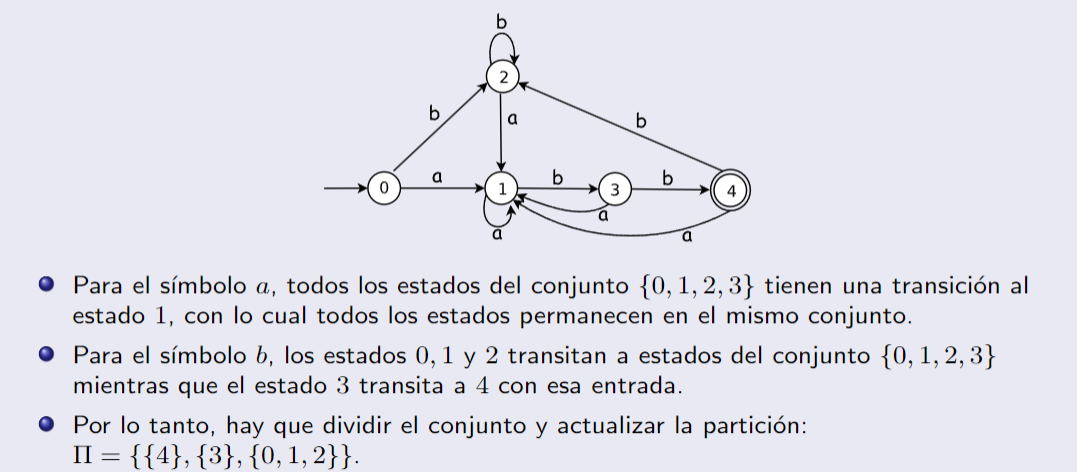 b
2
b
a
b
0
a
1
b
3
b
4
a
a
a
Para el símbolo a, todos los estados del conjunto {0, 1, 2, 3} tienen una transición al
estado 1, con lo cual todos los estados permanecen en el mismo conjunto.
Para el símbolo b, los estados 0, 1 y 2 transitan a estados del conjunto {0, 1, 2, 3}
mientras que el estado 3 transita a 4 con esa entrada.
Por lo tanto, hay que dividir el conjunto y actualizar la partición:
Π = {{4}, {3}, {0, 1, 2}}.